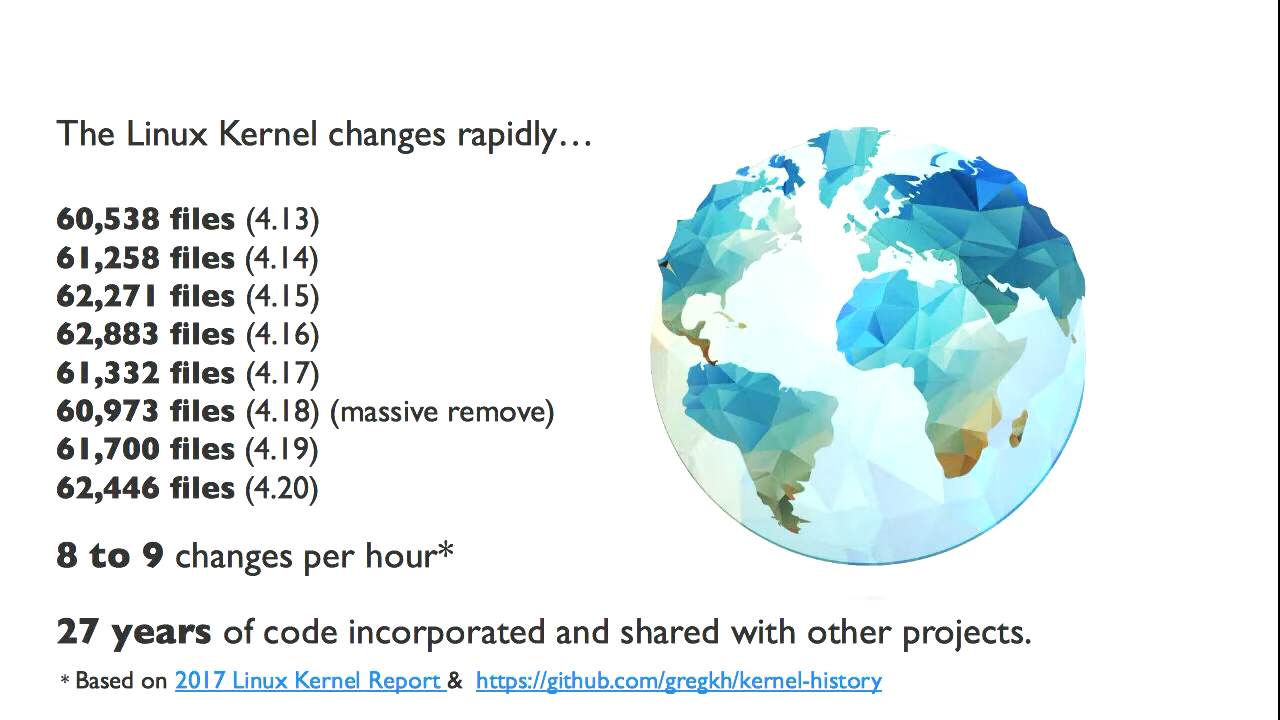 The Linux Kernel changes rapidly…
60,538 files (4.13)
61,258 files (4.14)
62,271 files (4.15)
62,883 files (4.16)
61,332 files (4.17)
60,973 files (4.18) (massive remove)
61,700 files (4.19)
62,446 files (4.20)
8 to 9 changes per hour*
27 years of code incorporated and shared with other projects.
* Based on 2017 Linux Kernel Report & https://github.com/gregkh/kernel-history